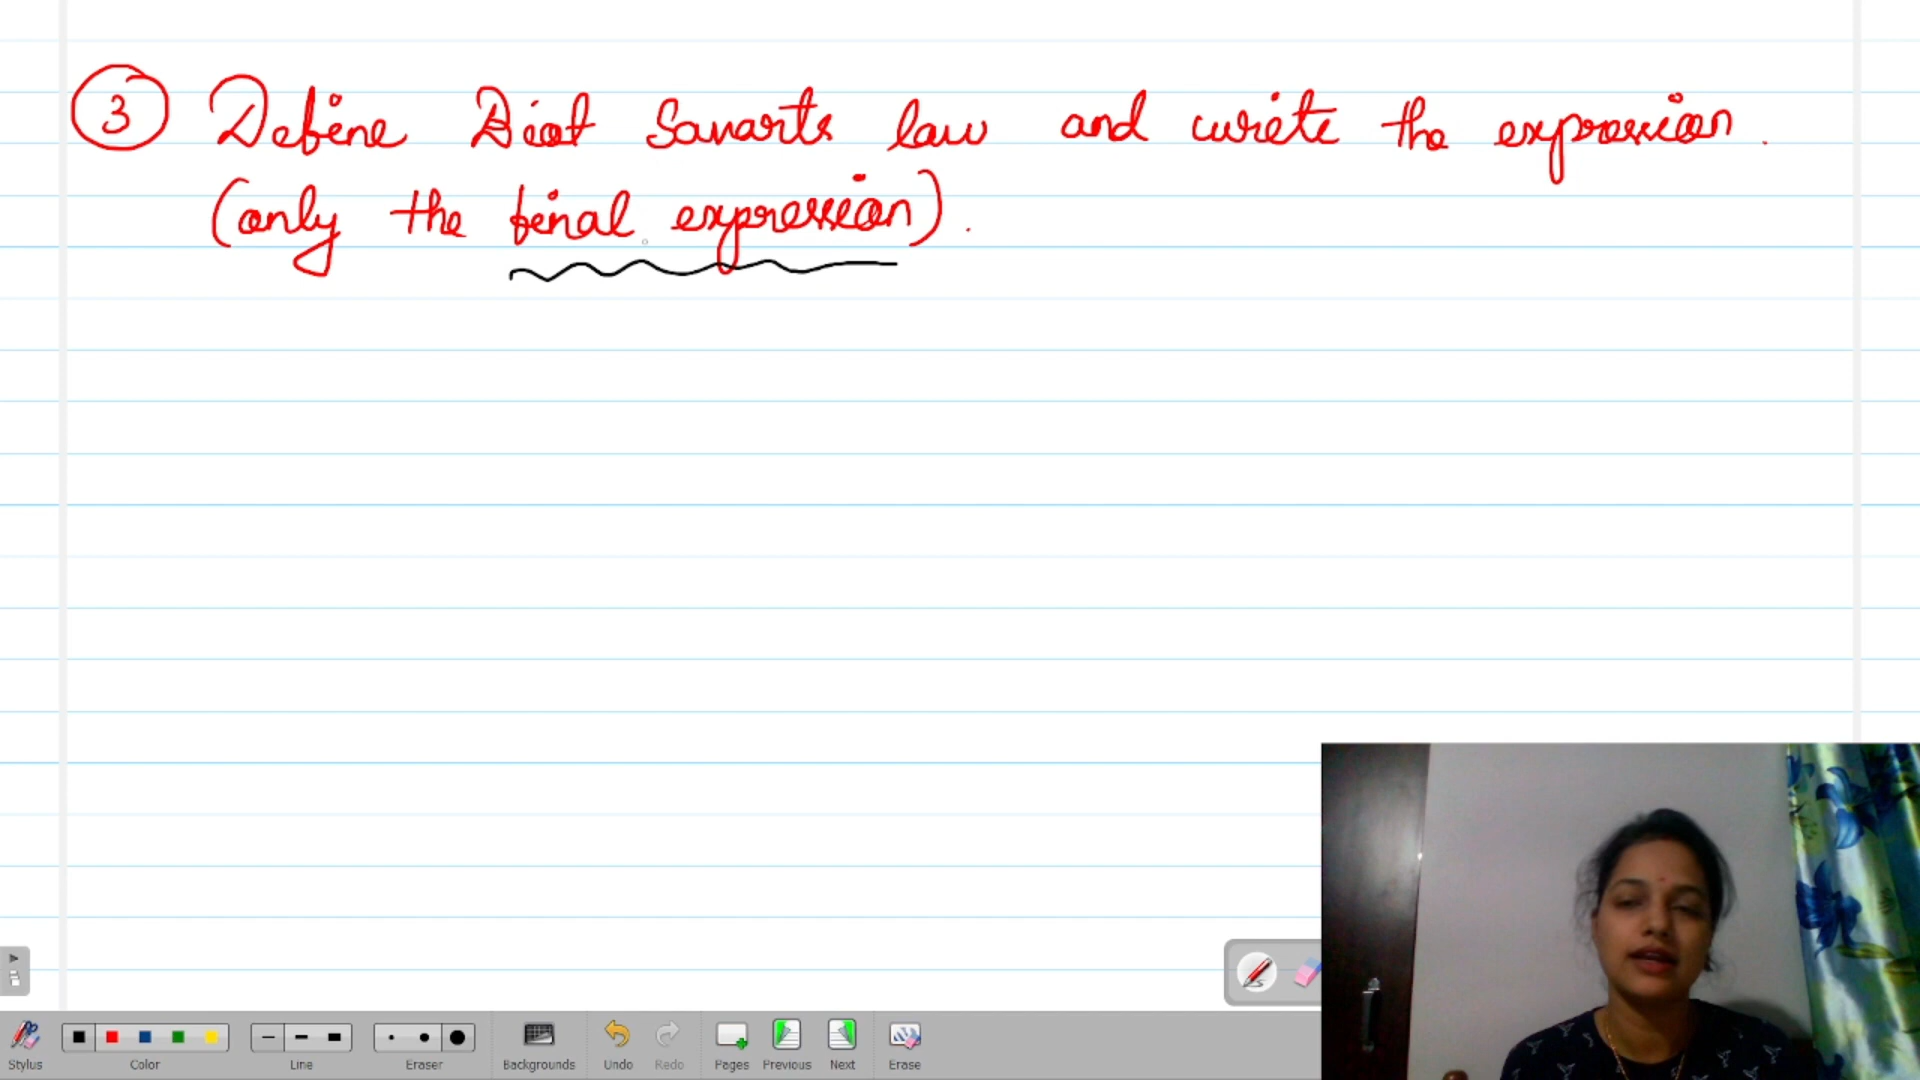 3 Define Biot Savarts law and write the expression.
(only the final expression).
Stylus Color Line Eraser Backgrounds Undo Redo Pages Previous Next Erase